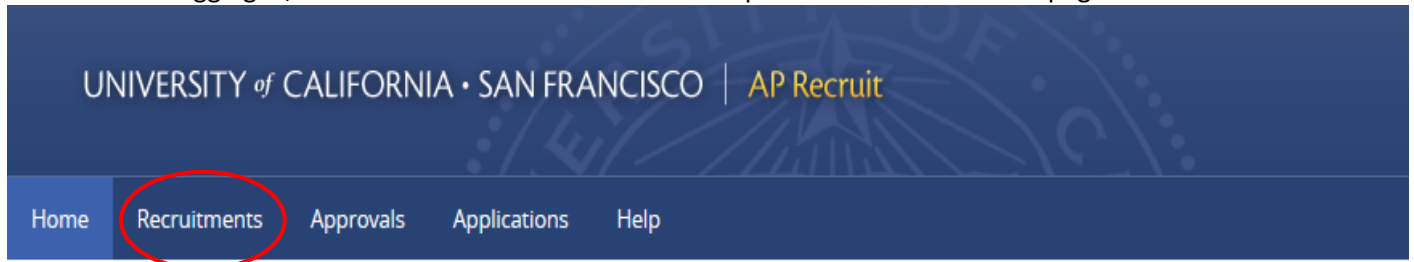 UNIVERSITY of CALIFORNIA • SAN FRANCISCO | AP Recruit
Home Recruitments Approvals Applications Help